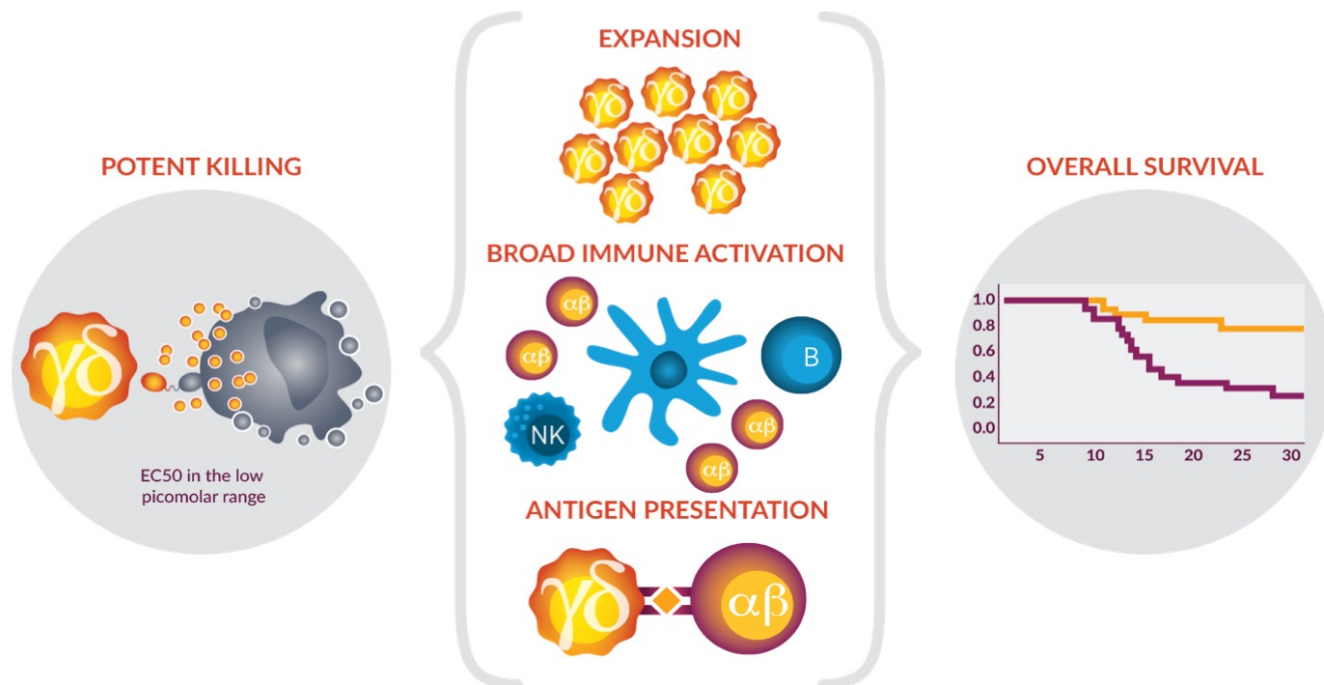 POTENT KILLING
γδ
EC50 in the low
picomolar range
EXPANSION
γδ
γδ
γδ
γδ
γδ
γδ
γδ
γδ
γδ
BROAD IMMUNE ACTIVATION
αβ
αβ
B
NK
αβ
αβ
ANTIGEN PRESENTATION
γδ
αβ
OVERALL SURVIVAL
1.0
0.8
0.6
0.4
0.2
0.0
5 10 15 20 25 30